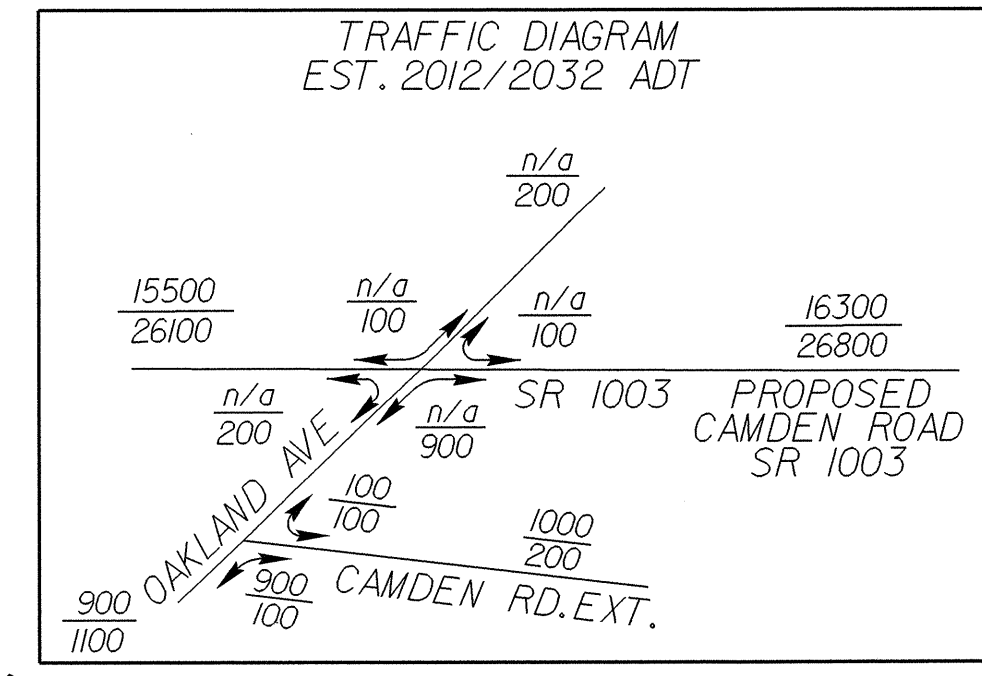 TRAFFIC DIAGRAM
EST. 2012/2032 ADT
n/a
200
15500
26100
n/a
100
n/a
100
16300
26800
n/a
200
n/a
900
SR 1003
PROPOSED
CAMDEN ROAD
SR 1003
OAKLAND AVE
100
100
1000
200
900
100
CAMDEN RD. EXT.
900
1100